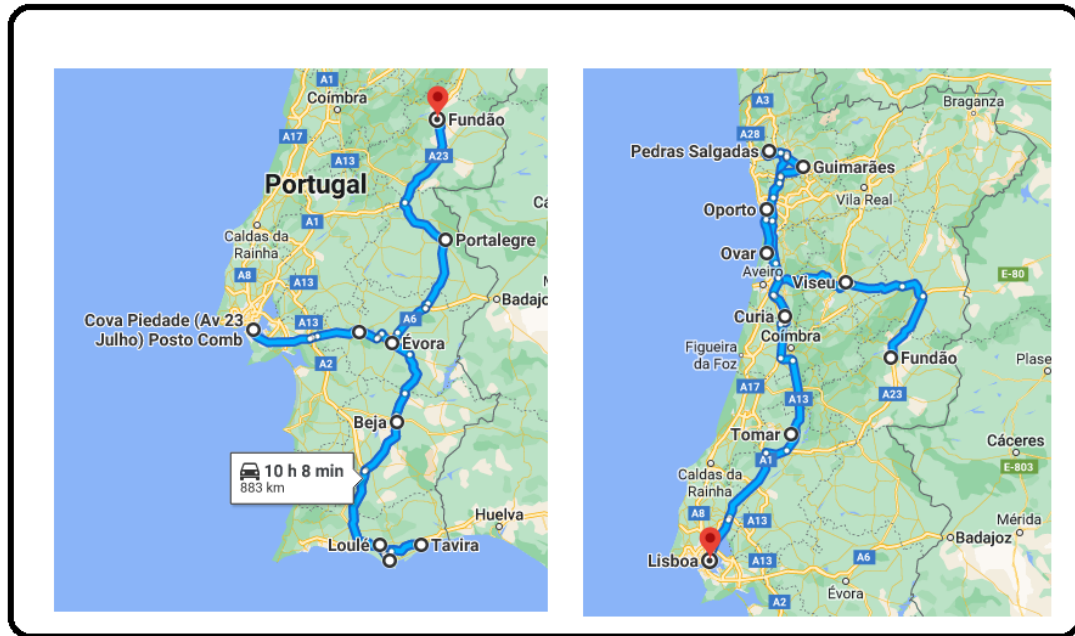 A1
Coímbra
Fundão
A17
A23
A13
Portugal
Cá
A1
Caldas da
Rainha
Portalegre
A8
A13
Badajo
Cova Piedade (Av 23
Julho) Posto Comb
A13
A6
Évora
A2
Beja
10 h 8 min
883 km
Huelva
Loulé
Tavira
A3
Braganza
A28
Pedras Salgadas
Guimarães
Vila Real
Oporto
Ovar
Aveiro
E-80
Viseu
Curia
Coímbra
Figueira
da Foz
Fundão
Plase
A17
A23
A13
Tomar
Cáceres
A1
Caldas da
Rainha
E-803
A8
A13
Mérida
Badajoz
Lisboa
A6
A13
Évora
A2